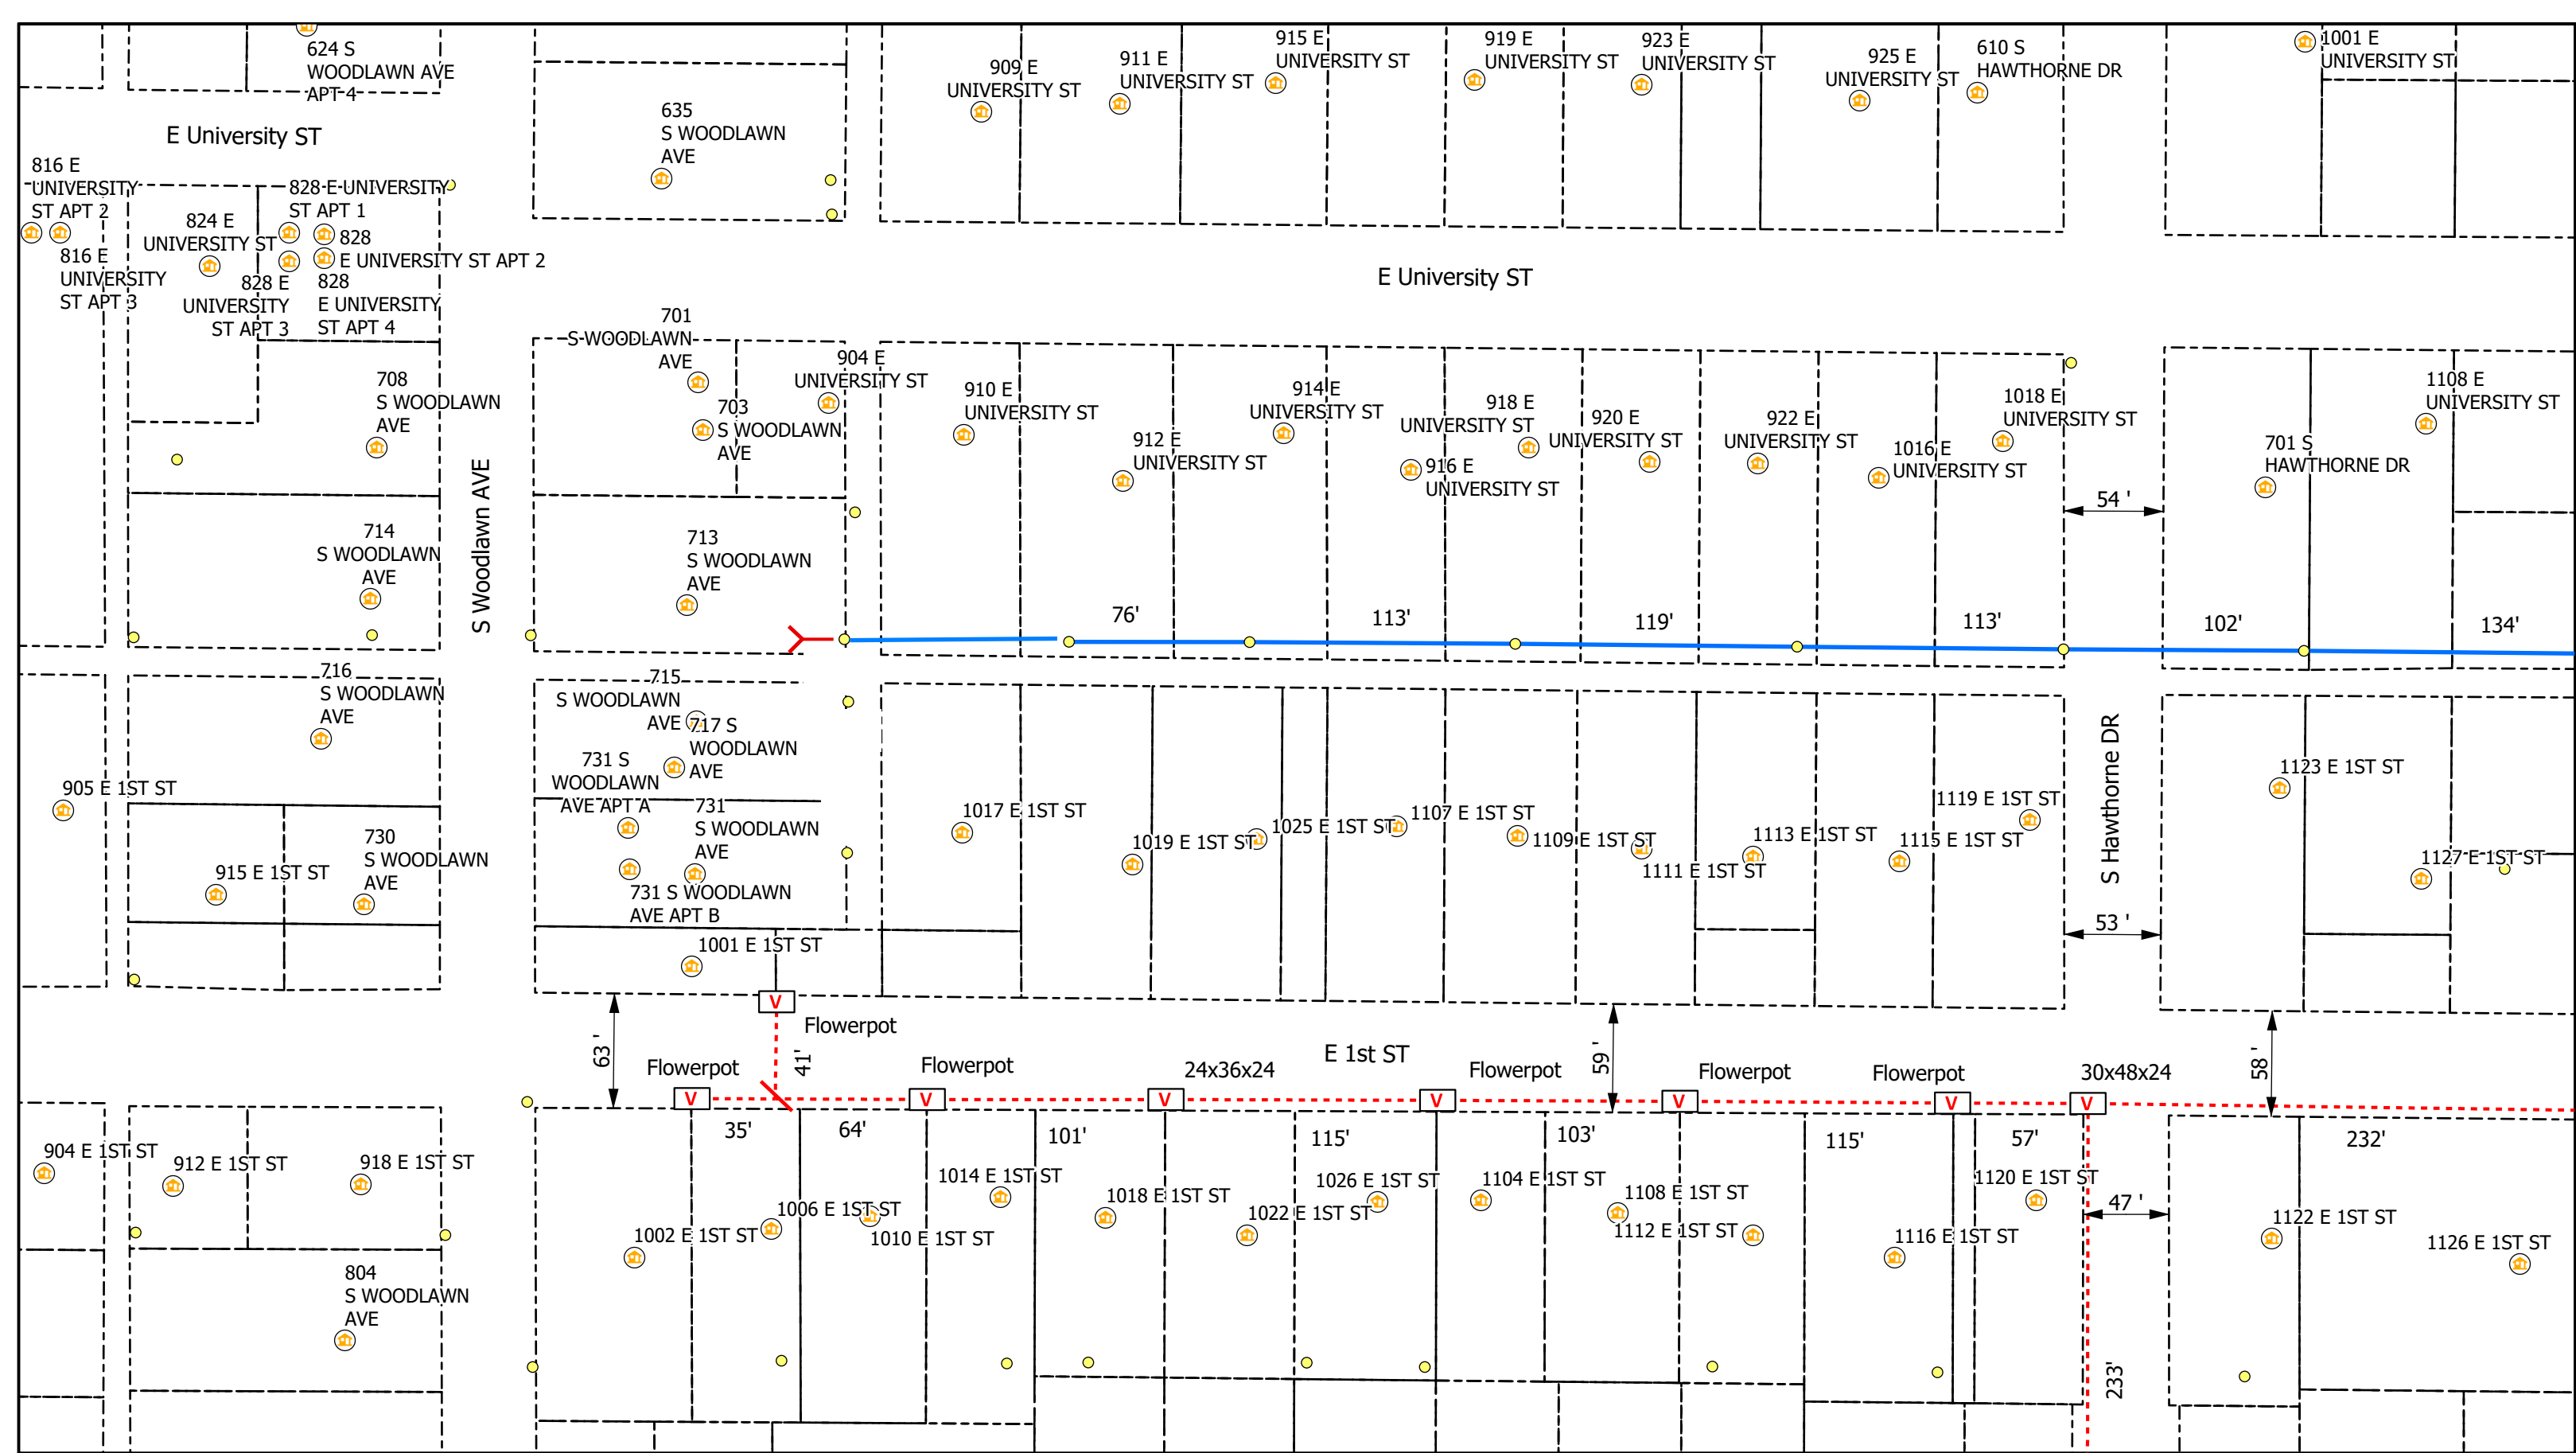 624 S
WOODLAWN AVE
APT 4
909 E
UNIVERSITY ST
911 E
UNIVERSITY ST
915 E
UNIVERSITY ST
919 E
UNIVERSITY ST
923 E
UNIVERSITY ST
925 E
UNIVERSITY ST
610 S
HAWTHORNE DR
1001 E
UNIVERSITY ST
635
S WOODLAWN
AVE
E University ST
816 E
UNIVERSITY
ST APT 2
816 E
UNIVERSITY
ST APT 3
824 E
UNIVERSITY ST
828 E UNIVERSITY
ST APT 1
828
E UNIVERSITY ST APT 2
828 E
UNIVERSITY
ST APT 3
828
E UNIVERSITY
ST APT 4
E University ST
701
S WOODLAWN
AVE
703
S WOODLAWN
AVE
904 E
UNIVERSITY ST
910 E
UNIVERSITY ST
912 E
UNIVERSITY ST
914 E
UNIVERSITY ST
916 E
UNIVERSITY ST
918 E
UNIVERSITY ST
920 E
UNIVERSITY ST
922 E
UNIVERSITY ST
1016 E
UNIVERSITY ST
1018 E
UNIVERSITY ST
701 S
HAWTHORNE DR
1108 E
UNIVERSITY ST
708
S WOODLAWN
AVE
714
S WOODLAWN
AVE
S Woodlawn AVE
713
S WOODLAWN
AVE
54 '
76'
113'
119'
113'
102'
134'
716
S WOODLAWN
AVE
715
S WOODLAWN
AVE
717 S
WOODLAWN
AVE
731 S
WOODLAWN
AVE APT A
731
S WOODLAWN
AVE
731 S WOODLAWN
AVE APT B
905 E 1ST ST
915 E 1ST ST
730
S WOODLAWN
AVE
1001 E 1ST ST
1017 E 1ST ST
1019 E 1ST ST
1025 E 1ST ST
1107 E 1ST ST
1109 E 1ST ST
1111 E 1ST ST
1113 E 1ST ST
1115 E 1ST ST
1119 E 1ST ST
S Hawthorne DR
1123 E 1ST ST
1127 E 1ST ST
53 '
V
Flowerpot
63 '
41'
E 1st ST
59 '
58 '
Flowerpot
Flowerpot
24x36x24
Flowerpot
Flowerpot
Flowerpot
30x48x24
V
V
V
V
V
V
V
35'
64'
101'
115'
103'
115'
57'
232'
904 E 1ST ST
912 E 1ST ST
918 E 1ST ST
1002 E 1ST ST
1006 E 1ST ST
1010 E 1ST ST
1014 E 1ST ST
1018 E 1ST ST
1022 E 1ST ST
1026 E 1ST ST
1104 E 1ST ST
1108 E 1ST ST
1112 E 1ST ST
1116 E 1ST ST
1120 E 1ST ST
47 '
1122 E 1ST ST
1126 E 1ST ST
804
S WOODLAWN
AVE
233'